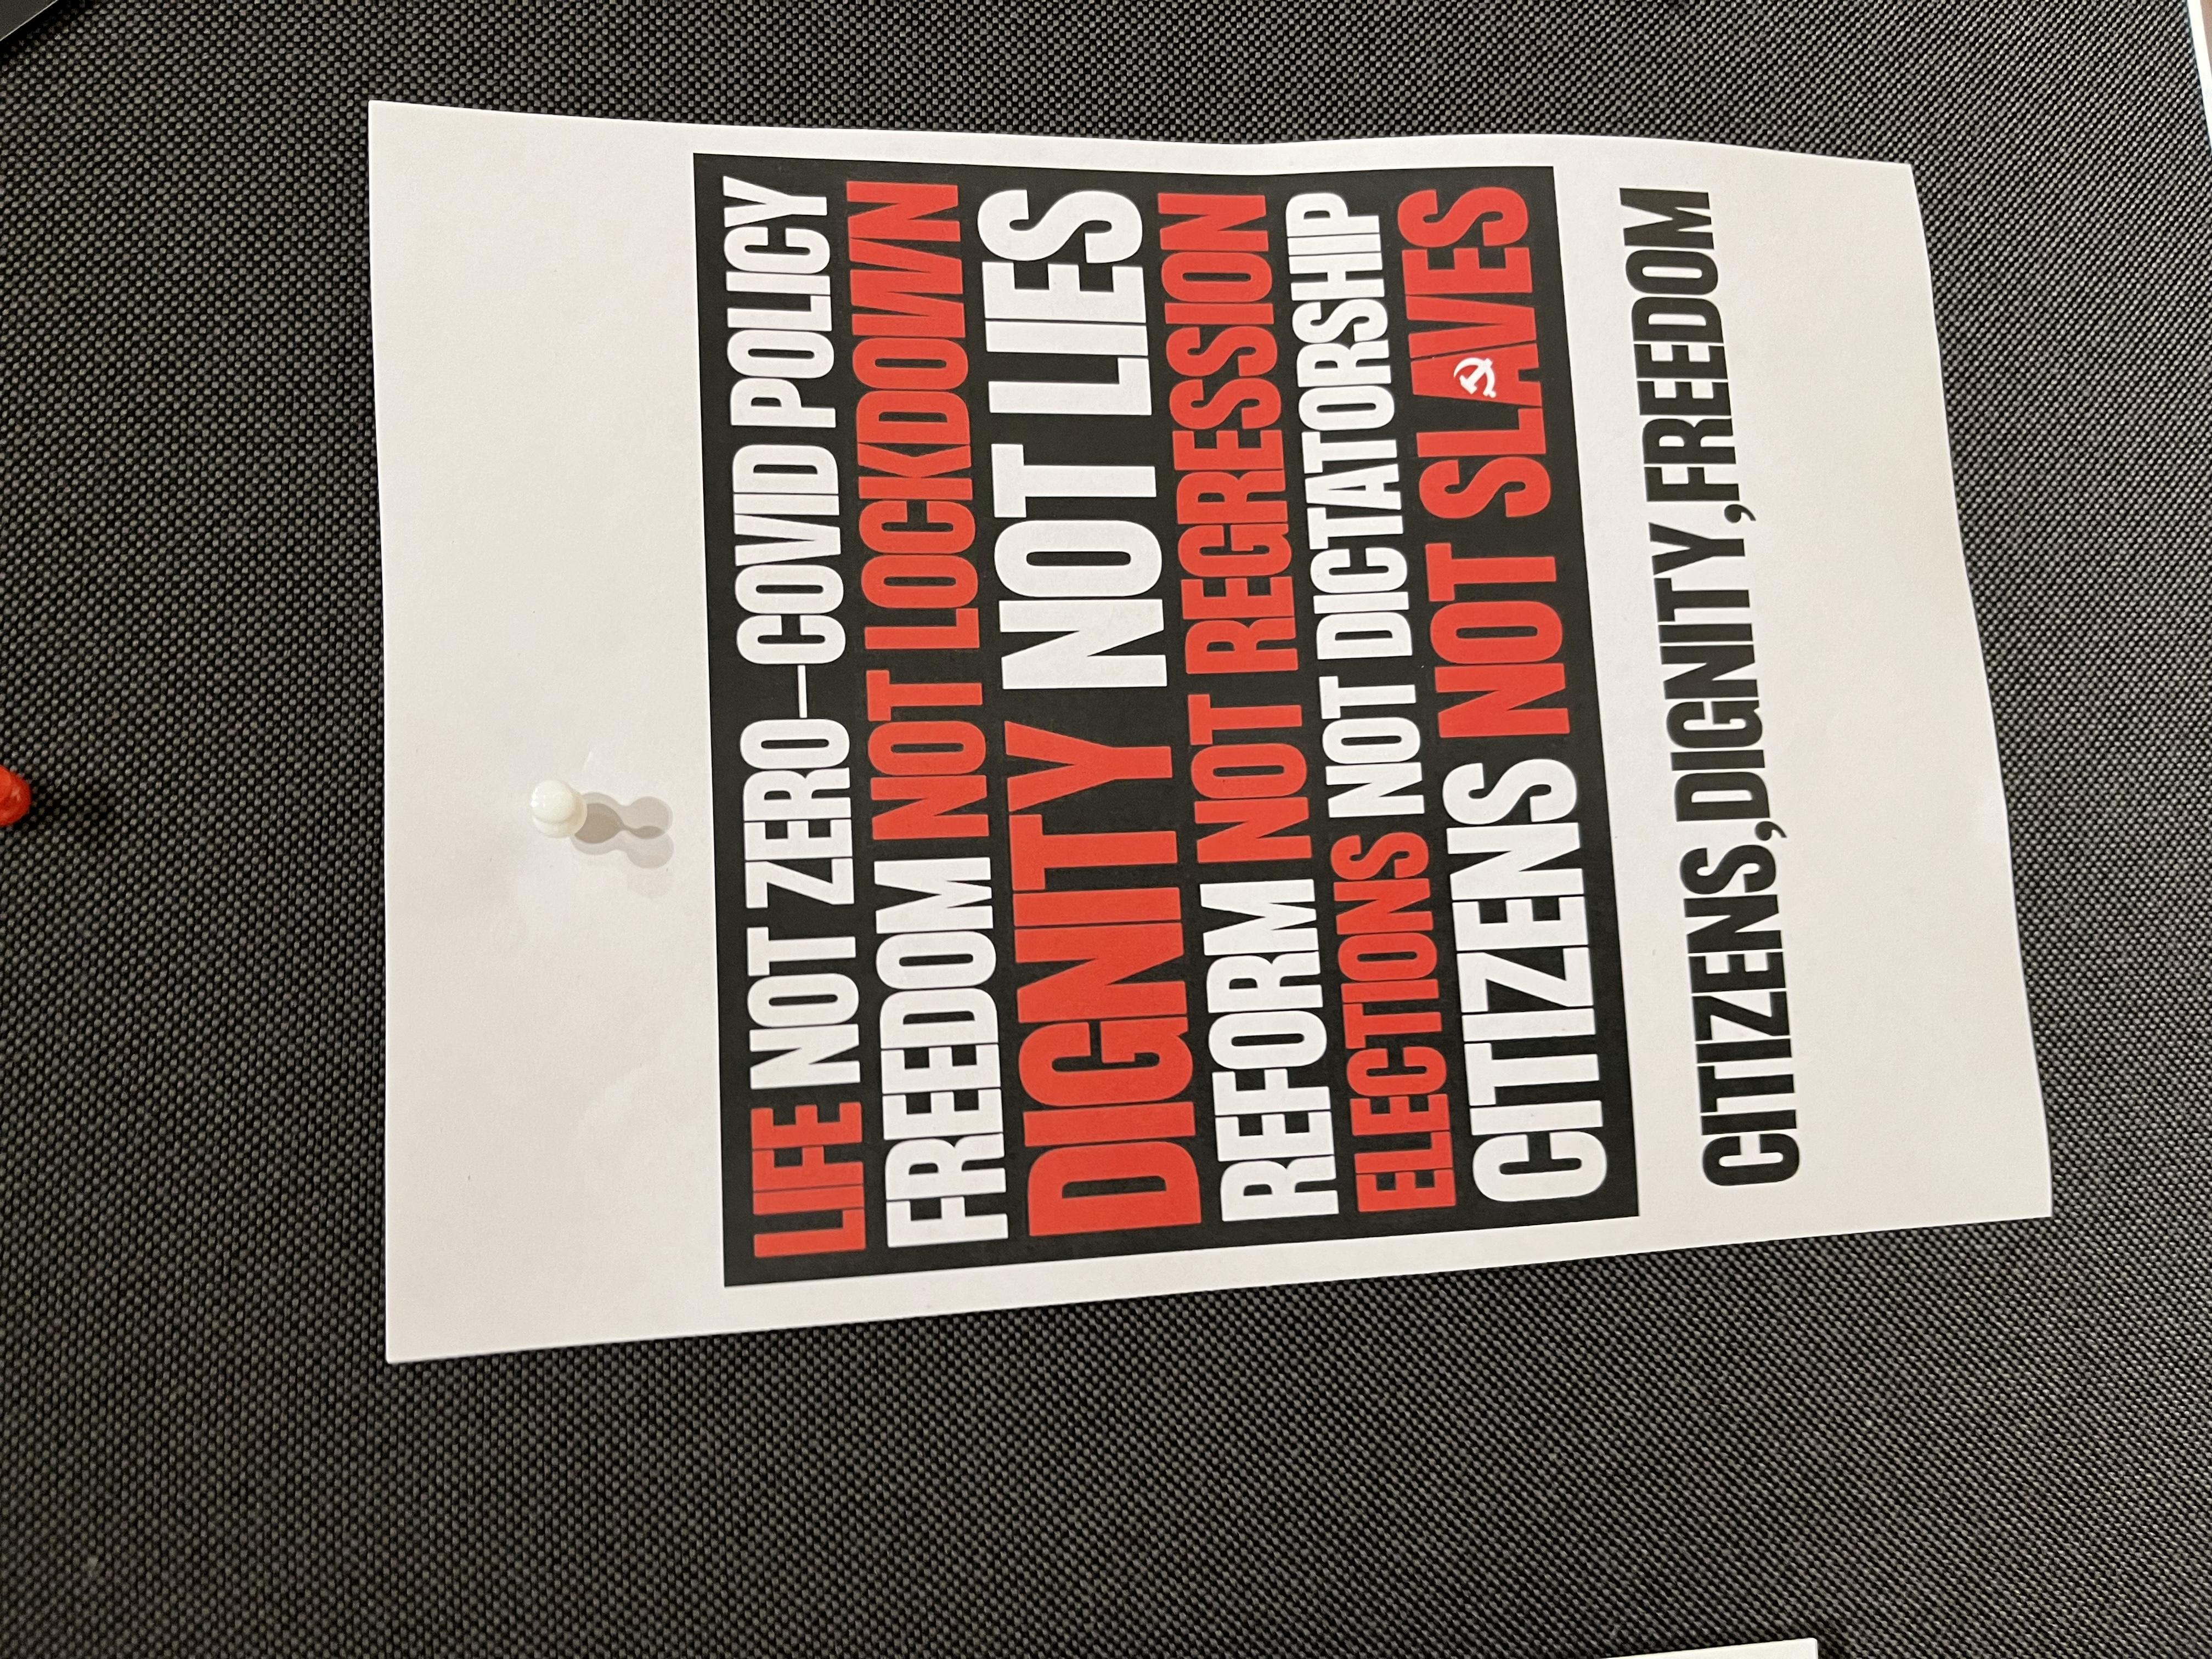 LIFE NOT ZERO—COVID POLICY
FREEDOM NOT LOCKDOWN
DIGNITY NOT LIES
REFORM NOT REGRESSION
ELECTIONS NOT DICTATORSHIP
CITIZENS NOT SLAVES
CITIZENS,DIGNITY,FREEDOM